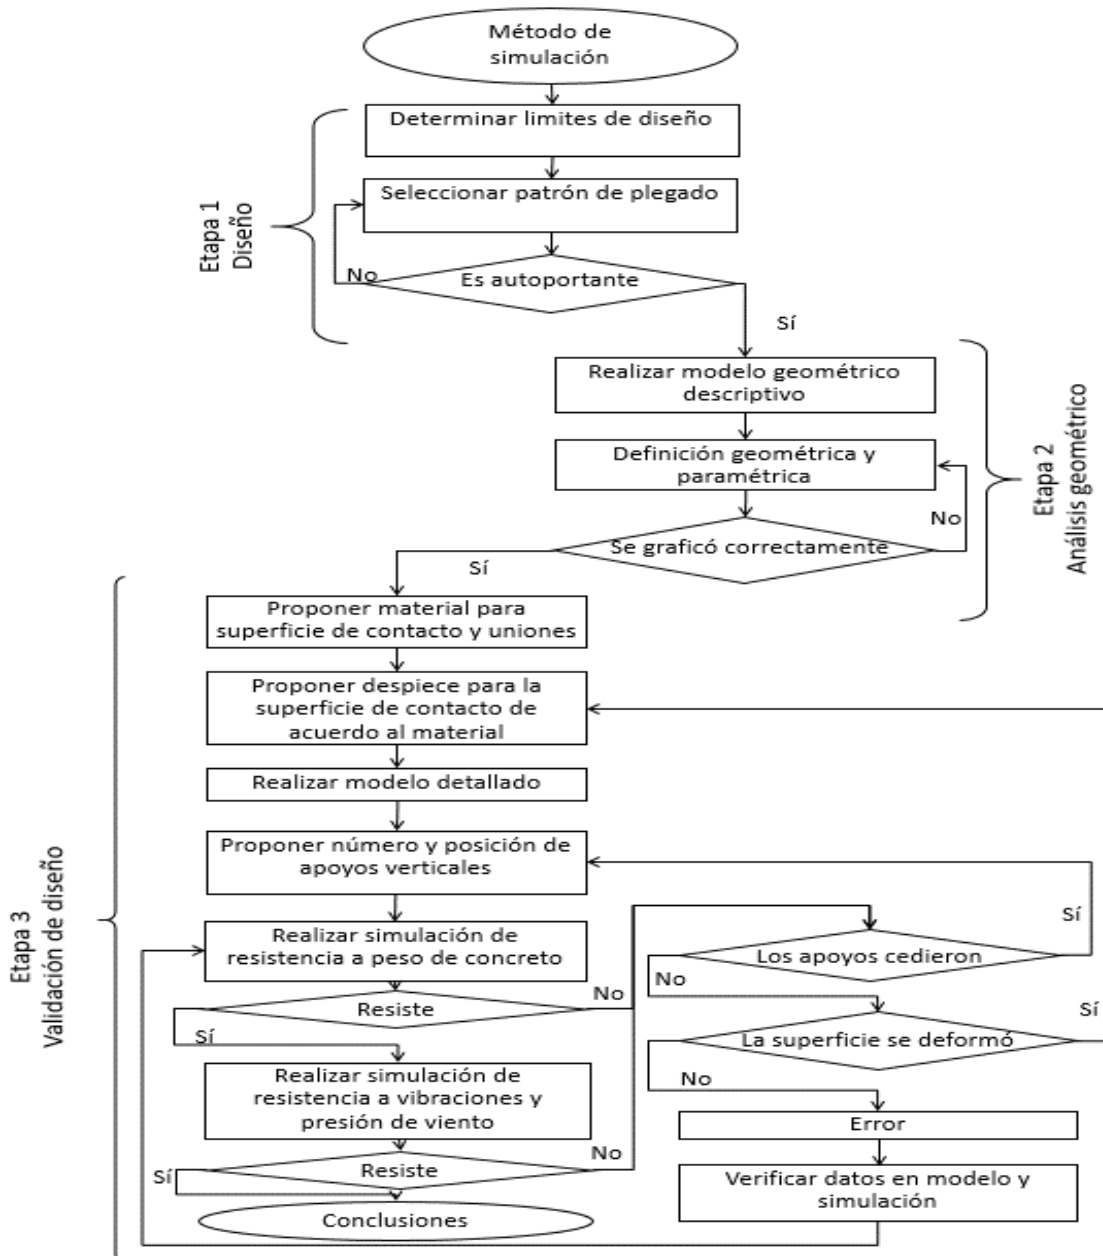 Método de
simulación
Determinar limites de diseño
Seleccionar patrón de plegado
No
Es autoportante
Sí
Etapa 1
Diseño
Realizar modelo geométrico
descriptivo
Definición geométrica y
paramétrica
No
Se graficó correctamente
Sí
Etapa 2
Análisis geométrico
Proponer material para
superficie de contacto y uniones
Proponer despiece para la
superficie de contacto de
acuerdo al material
Realizar modelo detallado
Proponer número y posición de
apoyos verticales
Realizar simulación de
resistencia a peso de concreto
Resiste
No
Sí
Realizar simulación de
resistencia a vibraciones y
presión de viento
Resiste
No
Sí
Conclusiones
Los apoyos cedieron
Sí
No
La superficie se deformó
Sí
No
Error
Verificar datos en modelo y
simulación
Etapa 3
Validación de diseño